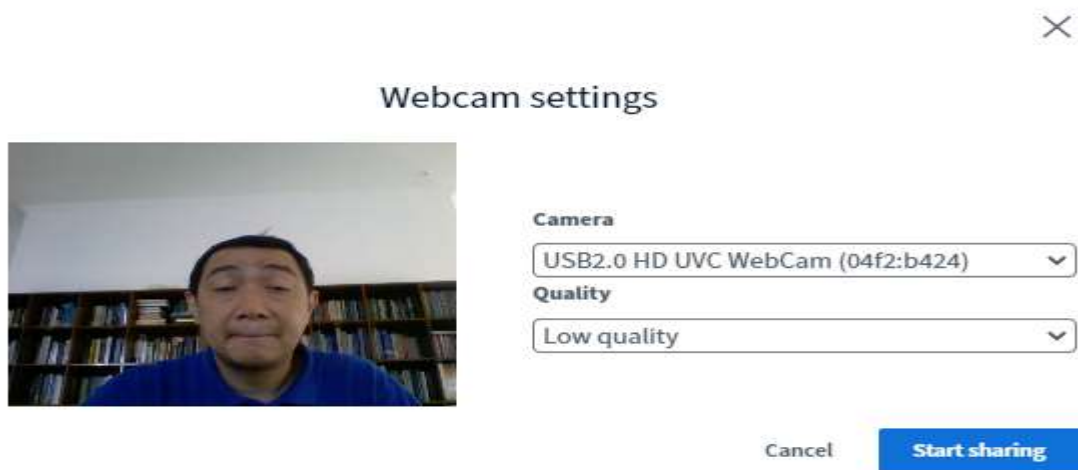 Webcam settings
Camera
USB2.0 HD UVC WebCam (04f2:b424)
Quality
Low quality
Cancel
Start sharing